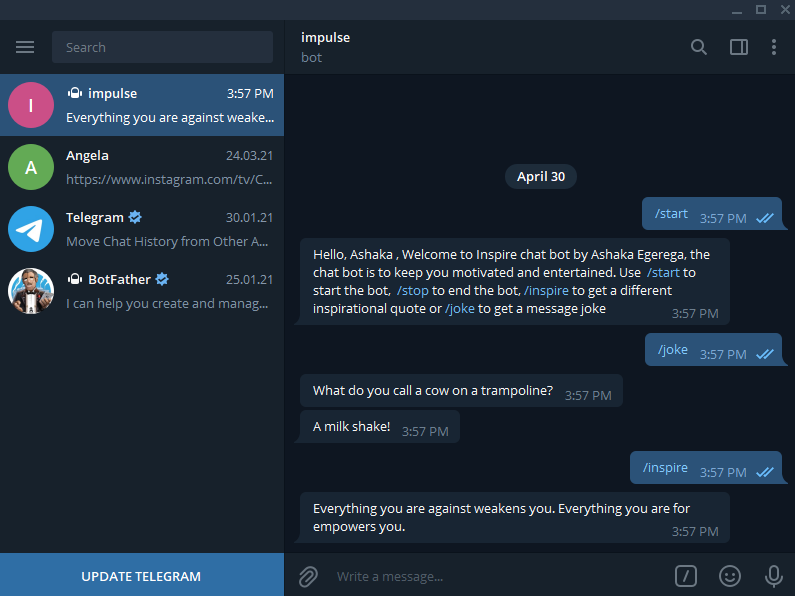 Search
impulse 3:57 PM
Everything you are against weake...
Angela 24.03.21
https://www.instagram.com/tv/C...
Telegram 30.01.21
Move Chat History from Other A...
BotFather 25.01.21
I can help you create and manag...
UPDATE TELEGRAM
impulse
bot
April 30
/start 3:57 PM
Hello, Ashaka , Welcome to Inspire chat bot by Ashaka Egerega, the
chat bot is to keep you motivated and entertained. Use /start to
start the bot, /stop to end the bot, /inspire to get a different
inspirational quote or /joke to get a message joke
3:57 PM
/joke 3:57 PM
What do you call a cow on a trampoline? 3:57 PM
A milk shake! 3:57 PM
/inspire 3:57 PM
Everything you are against weakens you. Everything you are for
empowers you.
3:57 PM
Write a message...
I
A